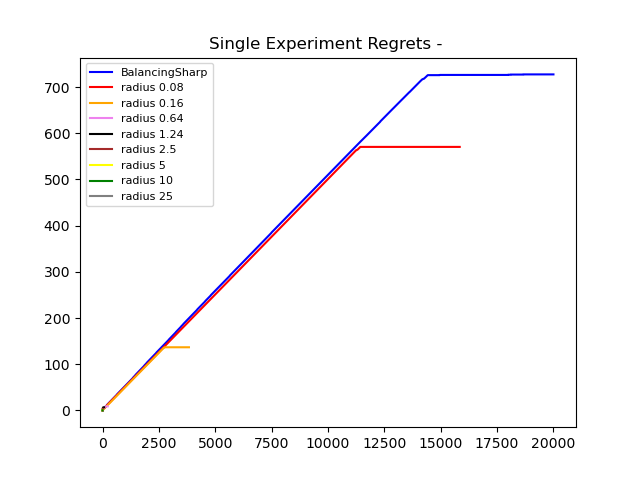 Single Experiment Regrets -
BalancingSharp
radius 0.08
radius 0.16
radius 0.64
radius 1.24
radius 2.5
radius 5
radius 10
radius 25
700
600
500
400
300
200
100
0
0 2500 5000 7500 10000 12500 15000 17500 20000